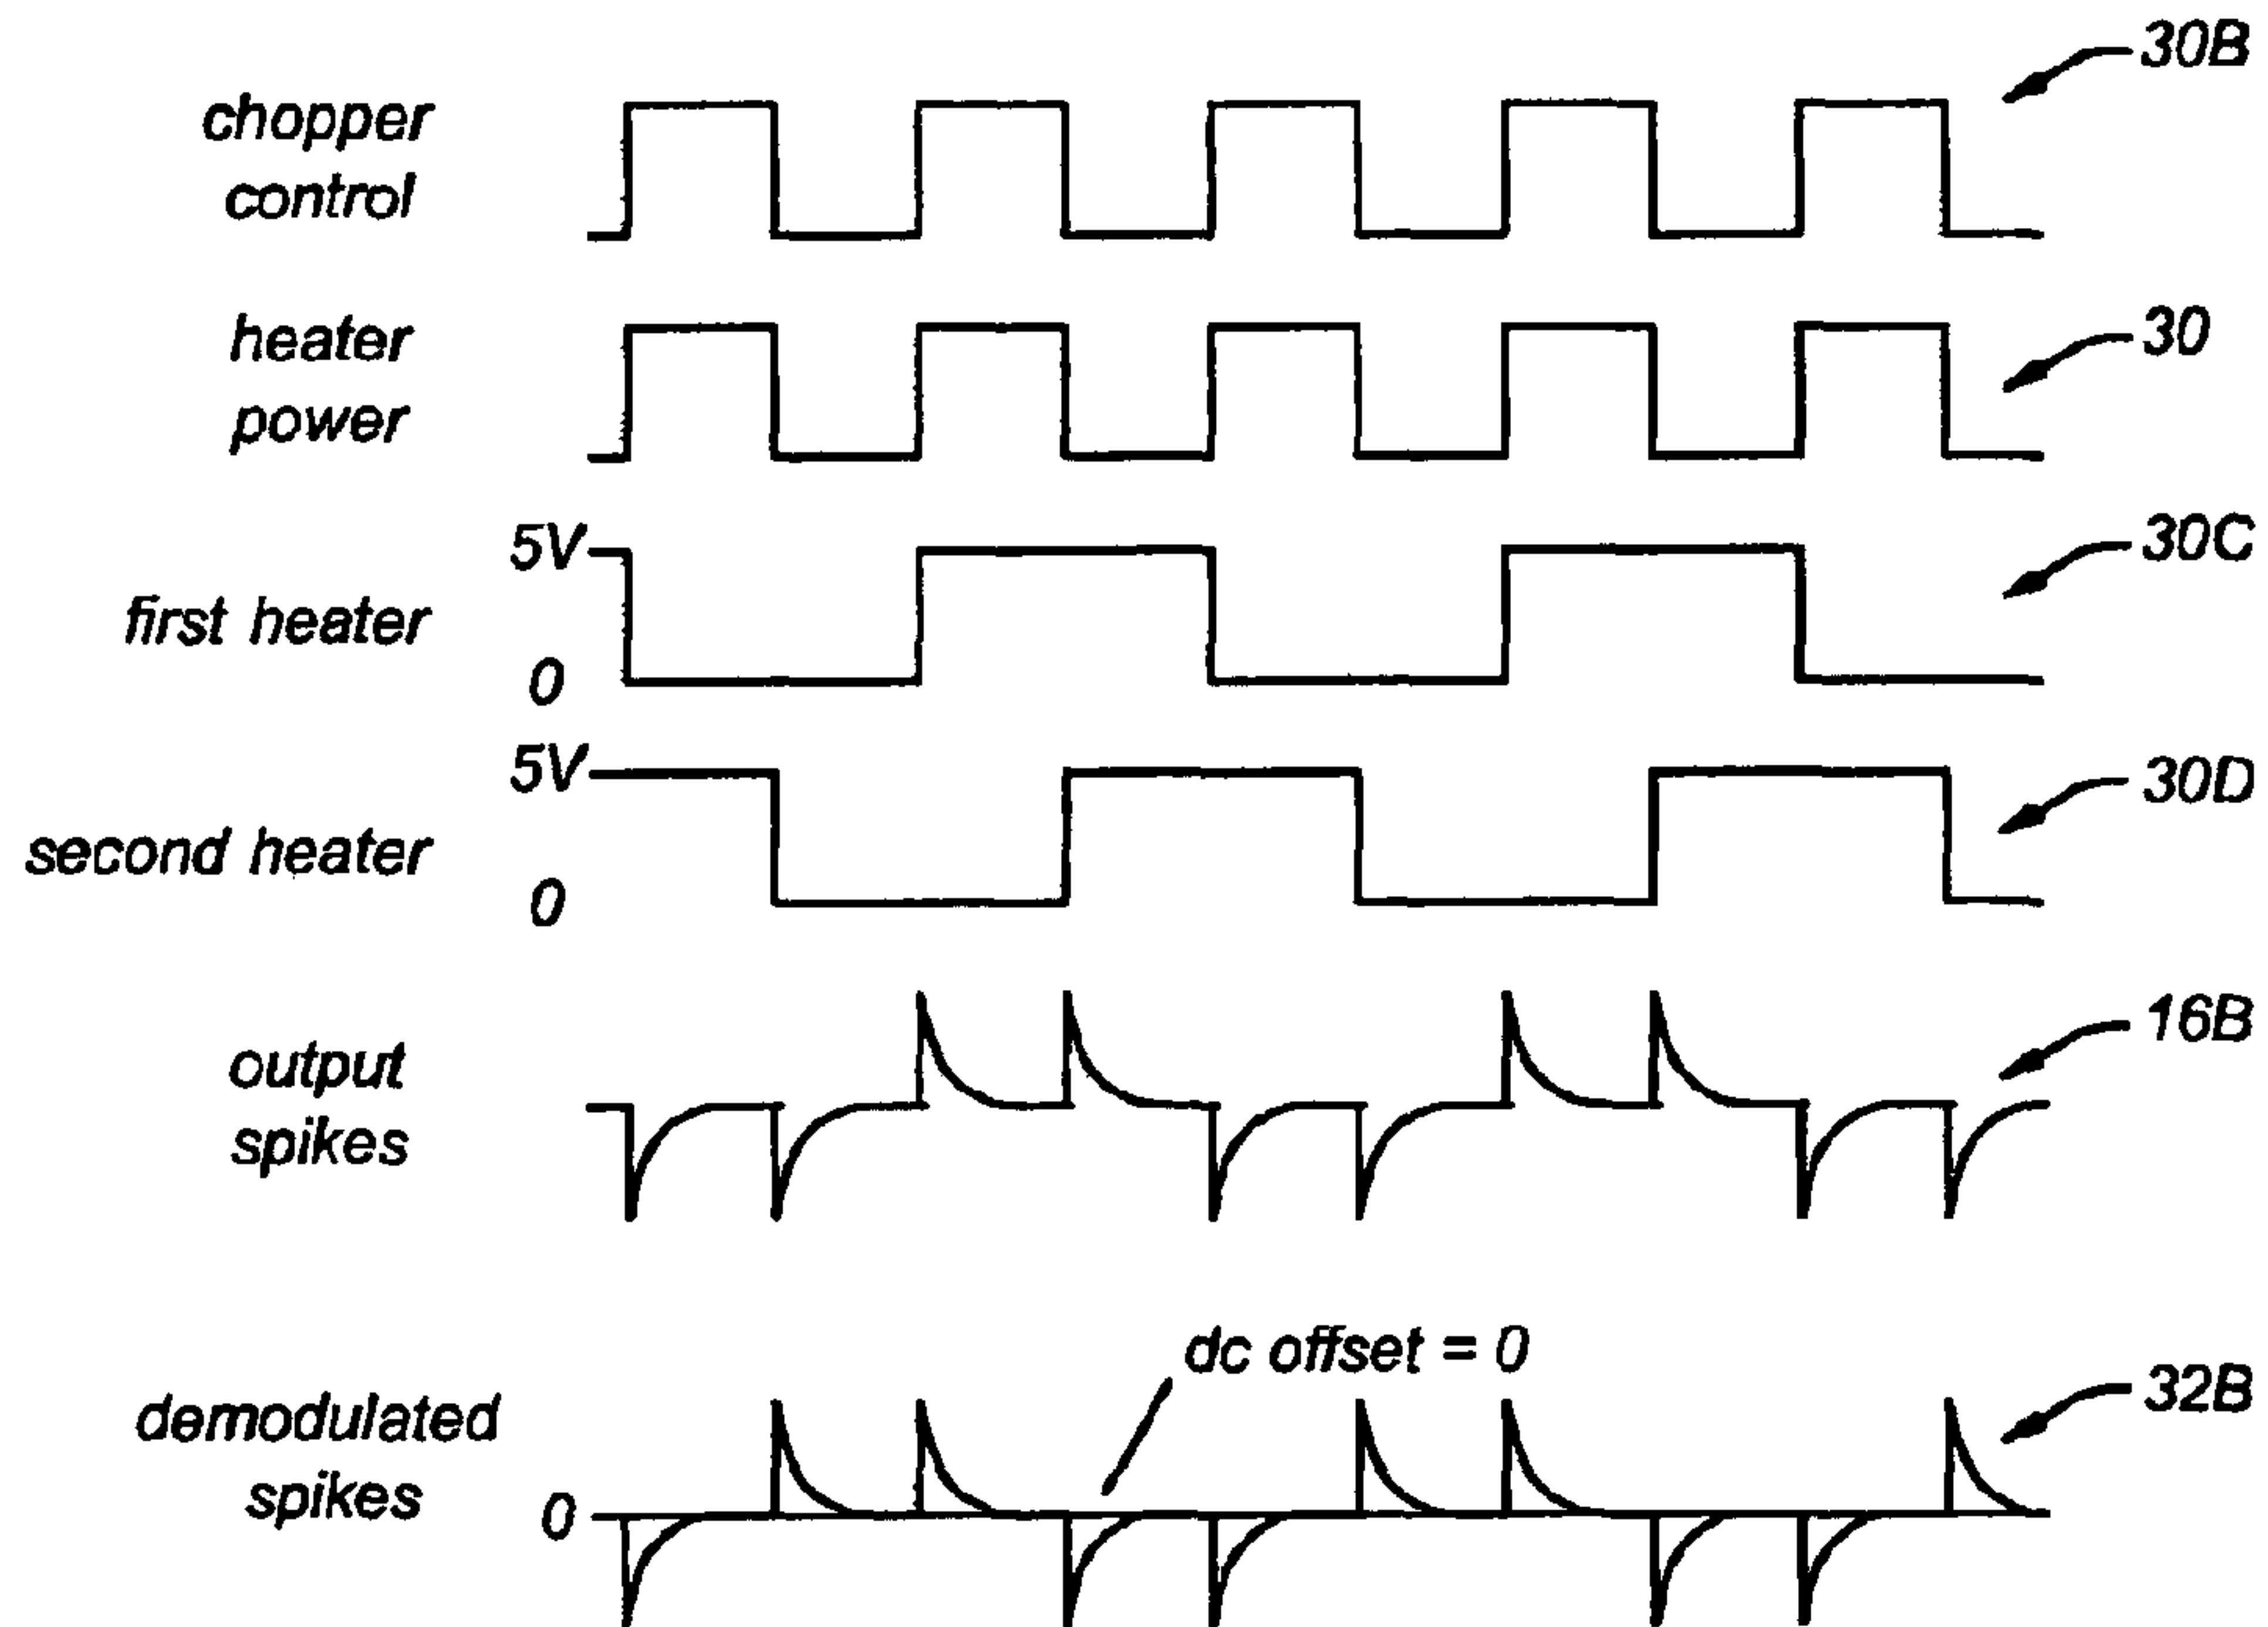 30B
chopper
control
heater
power
30
5V
30C
first heater
0
5V
30D
second heater
0
output
spikes
16B
dc offset = 0
demodulated
spikes
32B
0